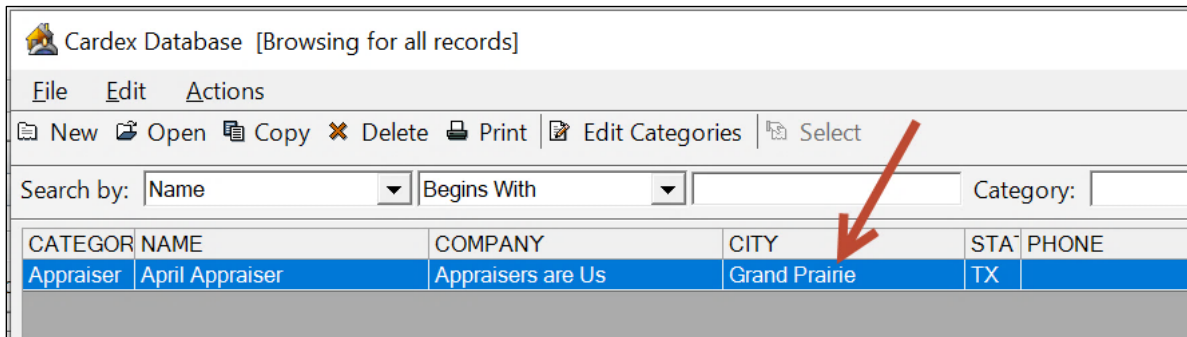 Cardex Database [Browsing for all records]
File Edit Actions
New Open Copy Delete Print Edit Categories Select
Search by: Name Begins With Category:
CATEGOR NAME COMPANY CITY STAT PHONE
Appraiser April Appraiser Appraisers are Us Grand Prairie TX